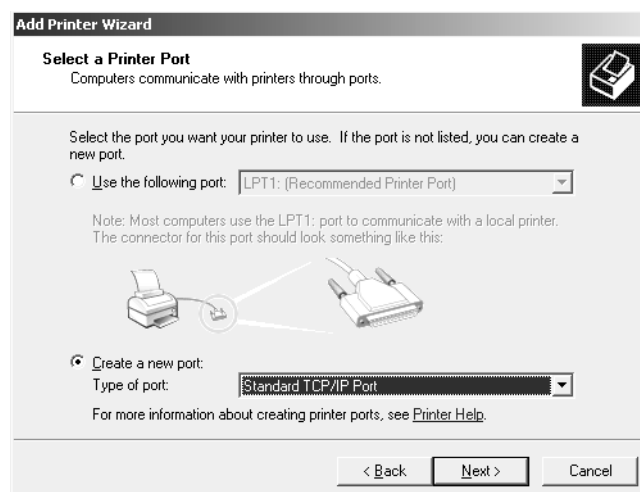 Add Printer Wizard
Select a Printer Port
Computers communicate with printers through ports.
Select the port you want your printer to use.  If the port is not listed, you can create a
new port.
Use the following port: LPT1: (Recommended Printer Port)
Note: Most computers use the LPT1: port to communicate with a local printer.
The connector for this port should look something like this:
Create a new port:
Type of port: Standard TCP/IP Port
For more information about creating printer ports, see Printer Help.
< Back Next > Cancel